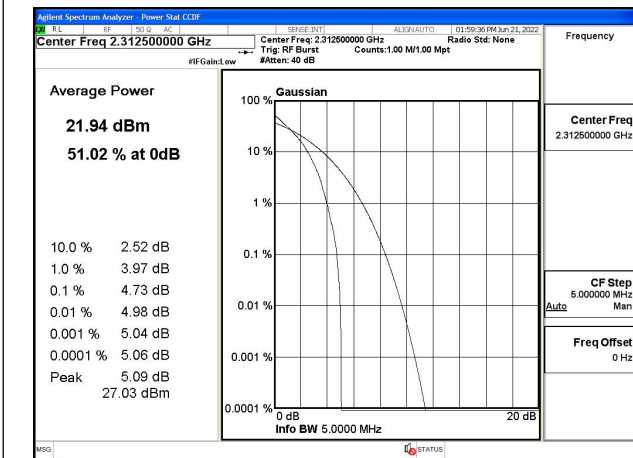 Agilent Spectrum Analyzer - Power Stat CCDF
RL RF 50 Ω AC SENSE:INT ALIGN AUTO 01:59:36 PM Jun 21, 2022
Center Freq 2.312500000 GHz
Center Freq: 2.312500000 GHz Radio Std: None
Trig: RF Burst Counts:1.00 M/1.00 Mpt
#IFGain:Low #Atten: 40 dB
Frequency
Average Power
21.94 dBm
51.02 % at 0dB
10.0 % 2.52 dB
1.0 % 3.97 dB
0.1 % 4.73 dB
0.01 % 4.98 dB
0.001 % 5.04 dB
0.0001 % 5.06 dB
Peak 5.09 dB
27.03 dBm
Gaussian
100 %
10 %
1 %
0.1 %
0.01 %
0.001 %
0.0001 %
0 dB 20 dB
Info BW 5.0000 MHz
Center Freq
2.312500000 GHz
CF Step
5.000000 MHz
Auto Man
Freq Offset
0 Hz
MSG STATUS